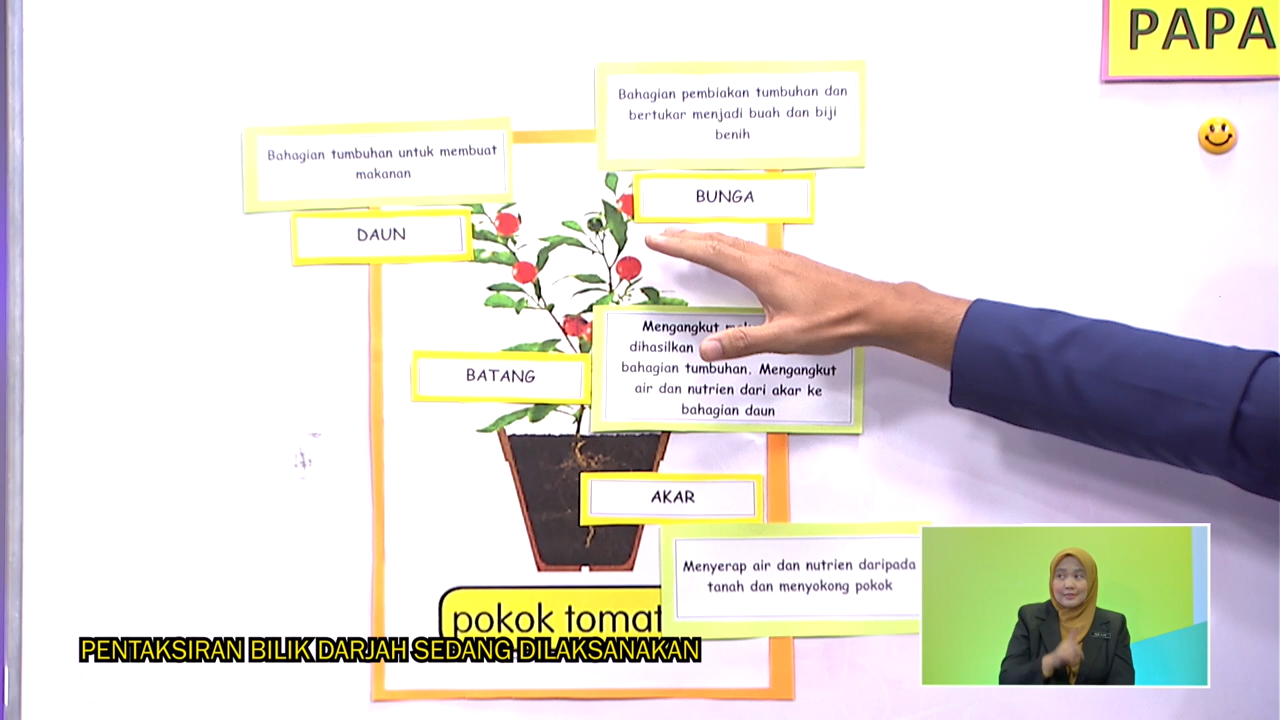 PAPA
Bahagian pembiakan tumbuhan dan
bertukar menjadi buah dan biji
benih
Bahagian tumbuhan untuk membuat
makanan
BUNGA
DAUN
Mengangkut
dihasilkan
bahagian tumbuhan. Mengangkut
air dan nutrien dari akar ke
bahagian daun
BATANG
AKAR
Menyerap air dan nutrien daripada
tanah dan menyokong pokok
pokok tomat
PENTAKSIRAN BILIK DARJAH SEDANG DILAKSANAKAN